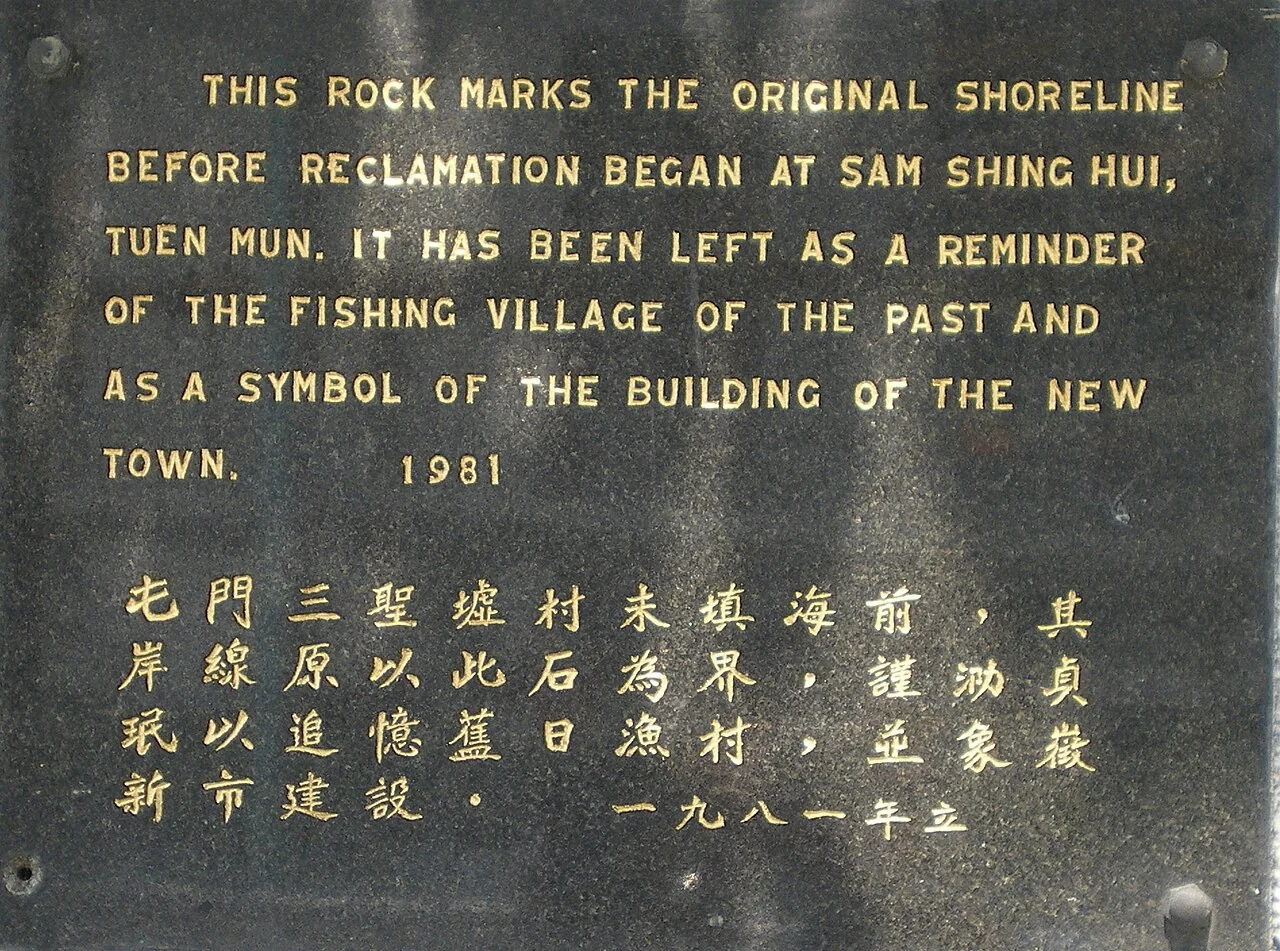 THIS ROCK MARKS THE ORIGINAL SHORELINE
BEFORE RECLAMATION BEGAN AT SAM SHING HUI,
TUEN MUN. IT HAS BEEN LEFT AS A REMINDER
OF THE FISHING VILLAGE OF THE PAST AND
AS A SYMBOL OF THE BUILDING OF THE NEW
TOWN. 1981
屯門三聖墟村未填海前，其
岸線原以此石為界，謹泐貞
珉以追憶舊日漁村，並象徵
新市建設。 一九八一年立